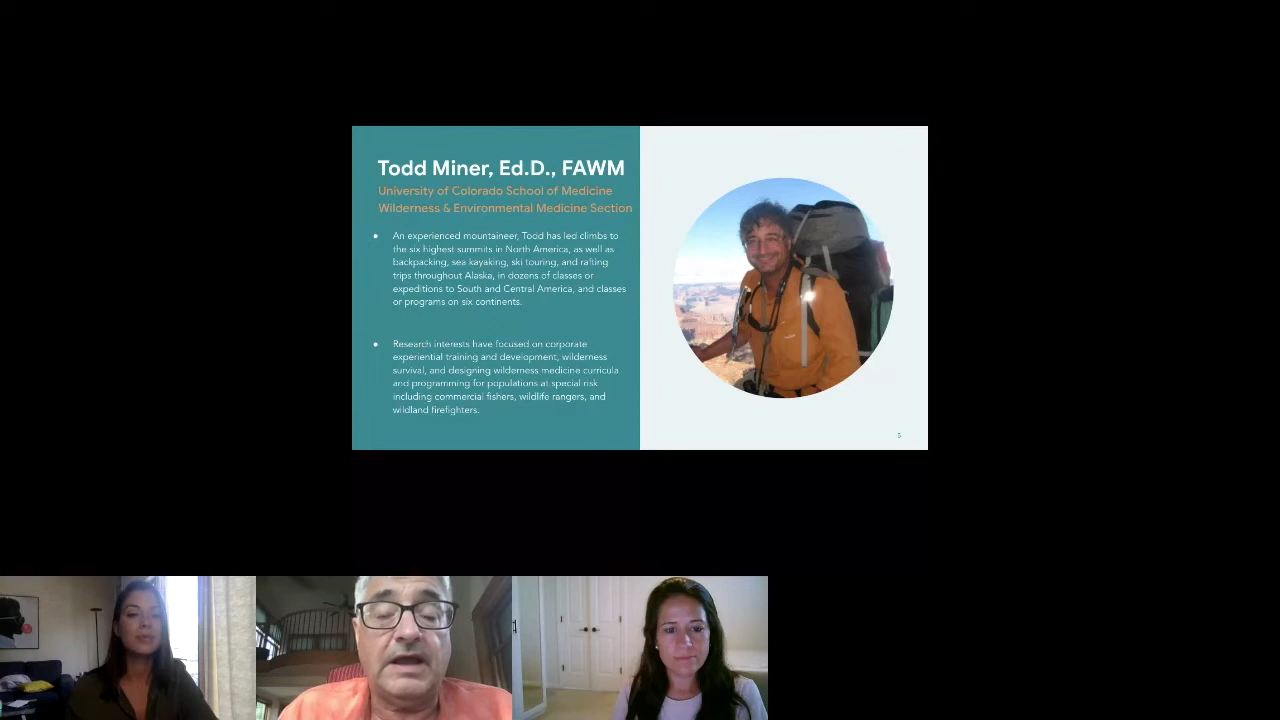 Todd Miner, Ed.D., FAWM
University of Colorado School of Medicine
Wilderness & Environmental Medicine Section
● An experienced mountaineer, Todd has led climbs to
the six highest summits in North America, as well as
backpacking, sea kayaking, ski touring, and rafting
trips throughout Alaska, in dozens of classes or
expeditions to South and Central America, and classes
or programs on six continents.
● Research interests have focused on corporate
experiential training and development, wilderness
survival, and designing wilderness medicine curricula
and programming for populations at special risk
including commercial fishers, wildlife rangers, and
wildland firefighters.
5